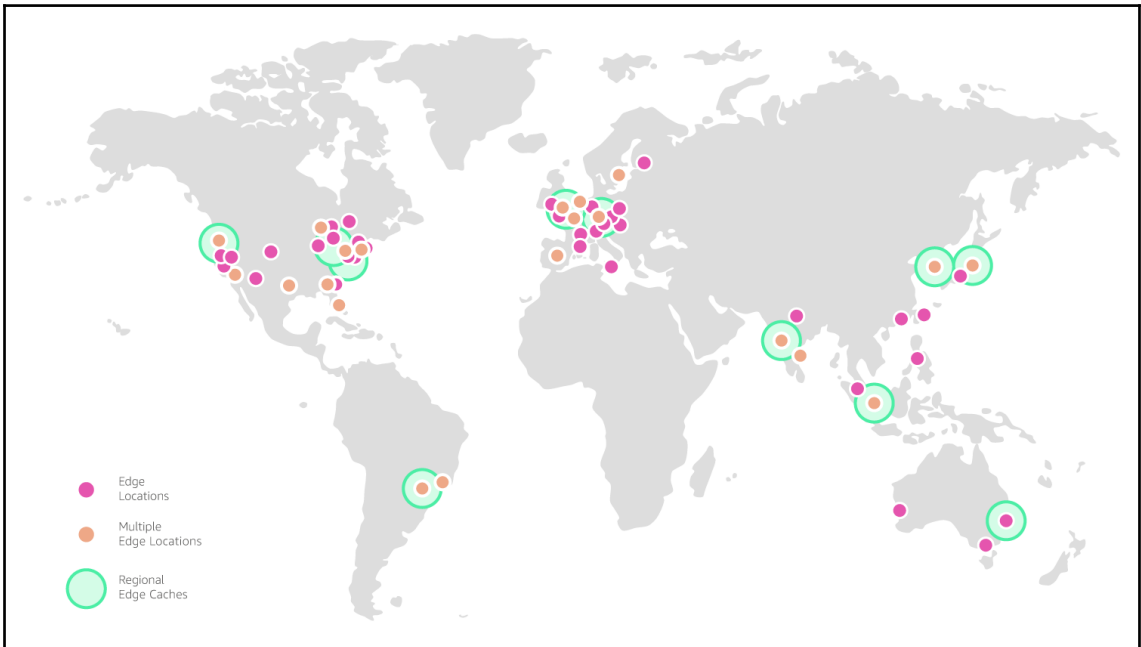 Edge
Locations
Multiple
Edge Locations
Regional
Edge Caches